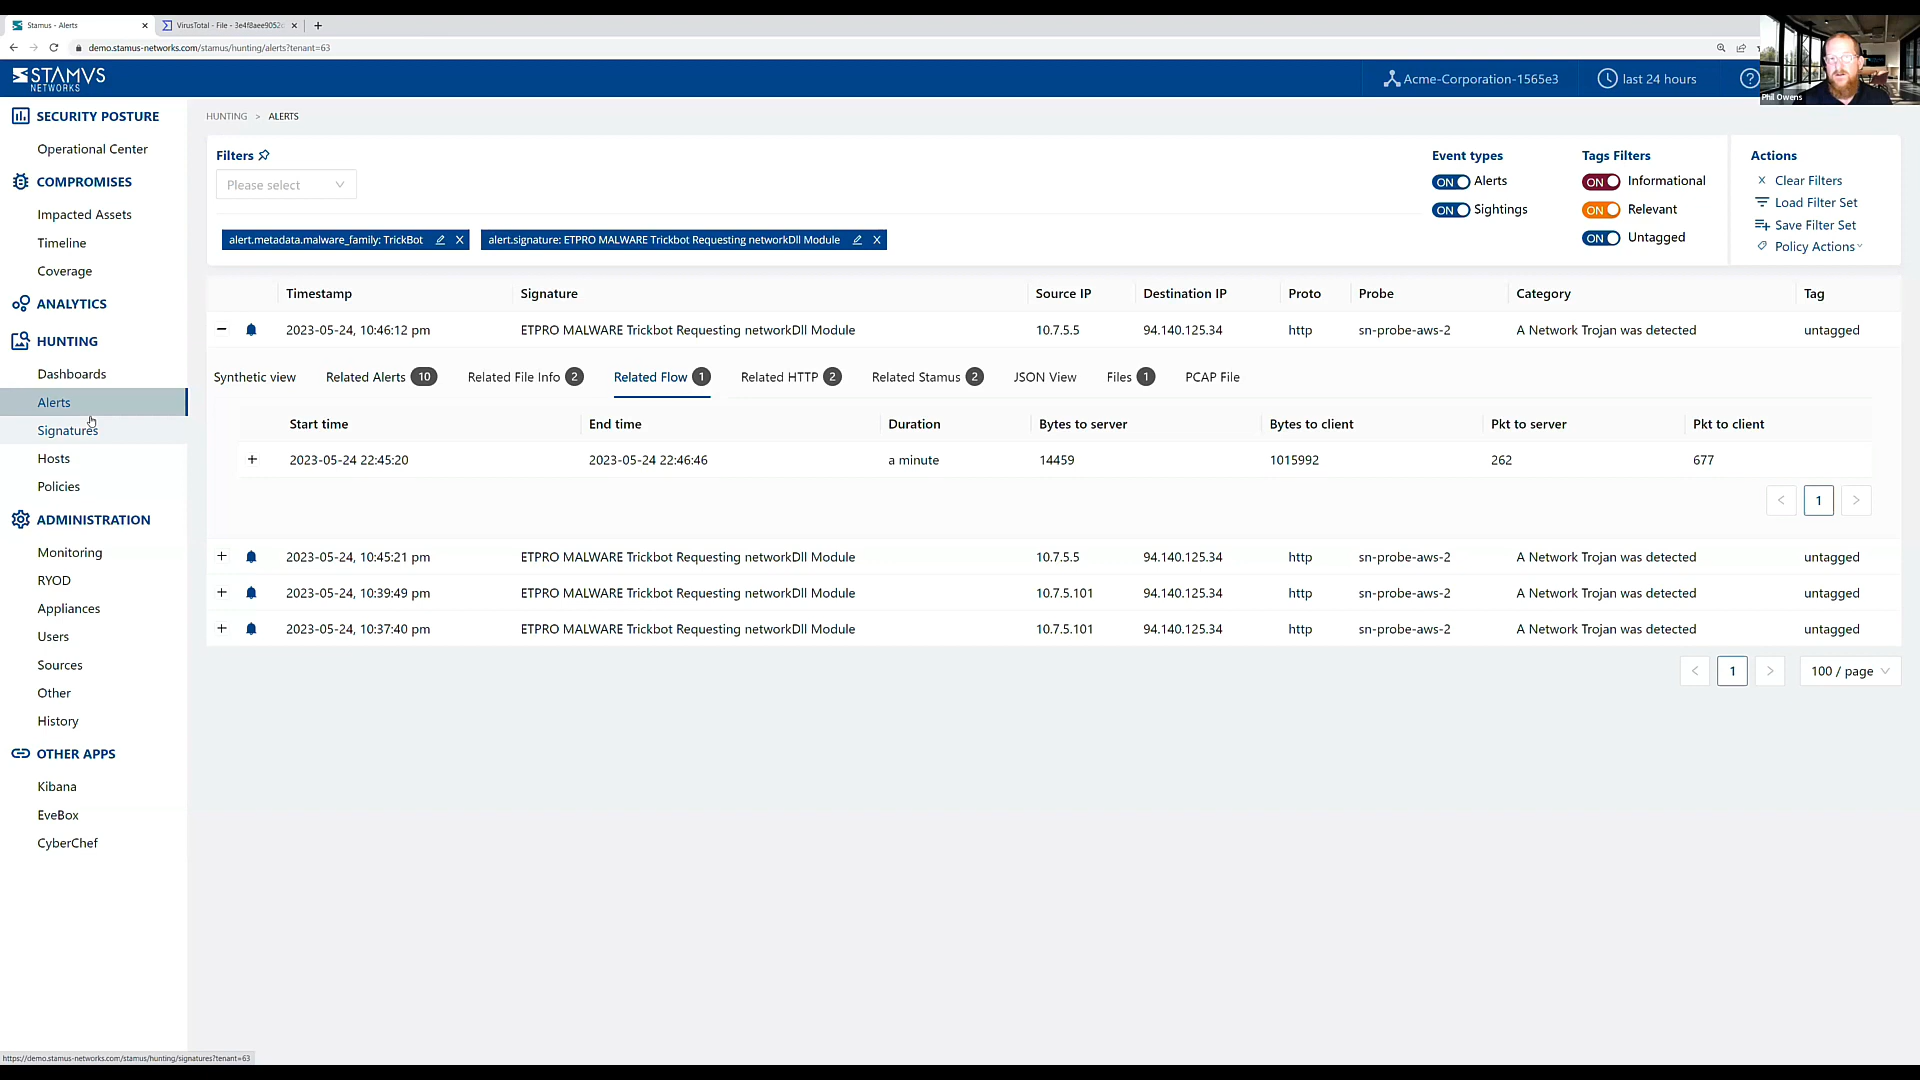 Stamus - Alerts
VirusTotal - File - 3e4f8aee9052
demo.stamus-networks.com/stamus/hunting/alerts?tenant=63
STAMVS
NETWORKS
Acme-Corporation-1565e3
last 24 hours
Phil Owens
SECURITY POSTURE
Operational Center
COMPROMISES
Impacted Assets
Timeline
Coverage
ANALYTICS
HUNTING
Dashboards
Alerts
Signatures
Hosts
Policies
ADMINISTRATION
Monitoring
RYOD
Appliances
Users
Sources
Other
History
OTHER APPS
Kibana
EveBox
CyberChef
HUNTING > ALERTS
Filters
Please select
Event types
ON Alerts
ON Sightings
Tags Filters
ON Informational
ON Relevant
ON Untagged
Actions
Clear Filters
Load Filter Set
Save Filter Set
Policy Actions
alert.metadata.malware_family: TrickBot
alert.signature: ETPRO MALWARE Trickbot Requesting networkDll Module
Timestamp Signature Source IP Destination IP Proto Probe Category Tag
2023-05-24, 10:46:12 pm ETPRO MALWARE Trickbot Requesting networkDll Module 10.7.5.5 94.140.125.34 http sn-probe-aws-2 A Network Trojan was detected untagged
Synthetic view Related Alerts 10 Related File Info 2 Related Flow 1 Related HTTP 2 Related Stamus 2 JSON View Files 1 PCAP File
Start time End time Duration Bytes to server Bytes to client Pkt to server Pkt to client
+ 2023-05-24 22:45:20 2023-05-24 22:46:46 a minute 14459 1015992 262 677
< 1 >
+ 2023-05-24, 10:45:21 pm ETPRO MALWARE Trickbot Requesting networkDll Module 10.7.5.5 94.140.125.34 http sn-probe-aws-2 A Network Trojan was detected untagged
+ 2023-05-24, 10:39:49 pm ETPRO MALWARE Trickbot Requesting networkDll Module 10.7.5.101 94.140.125.34 http sn-probe-aws-2 A Network Trojan was detected untagged
+ 2023-05-24, 10:37:40 pm ETPRO MALWARE Trickbot Requesting networkDll Module 10.7.5.101 94.140.125.34 http sn-probe-aws-2 A Network Trojan was detected untagged
< 1 > 100 / page
https://demo.stamus-networks.com/stamus/hunting/signatures?tenant=63